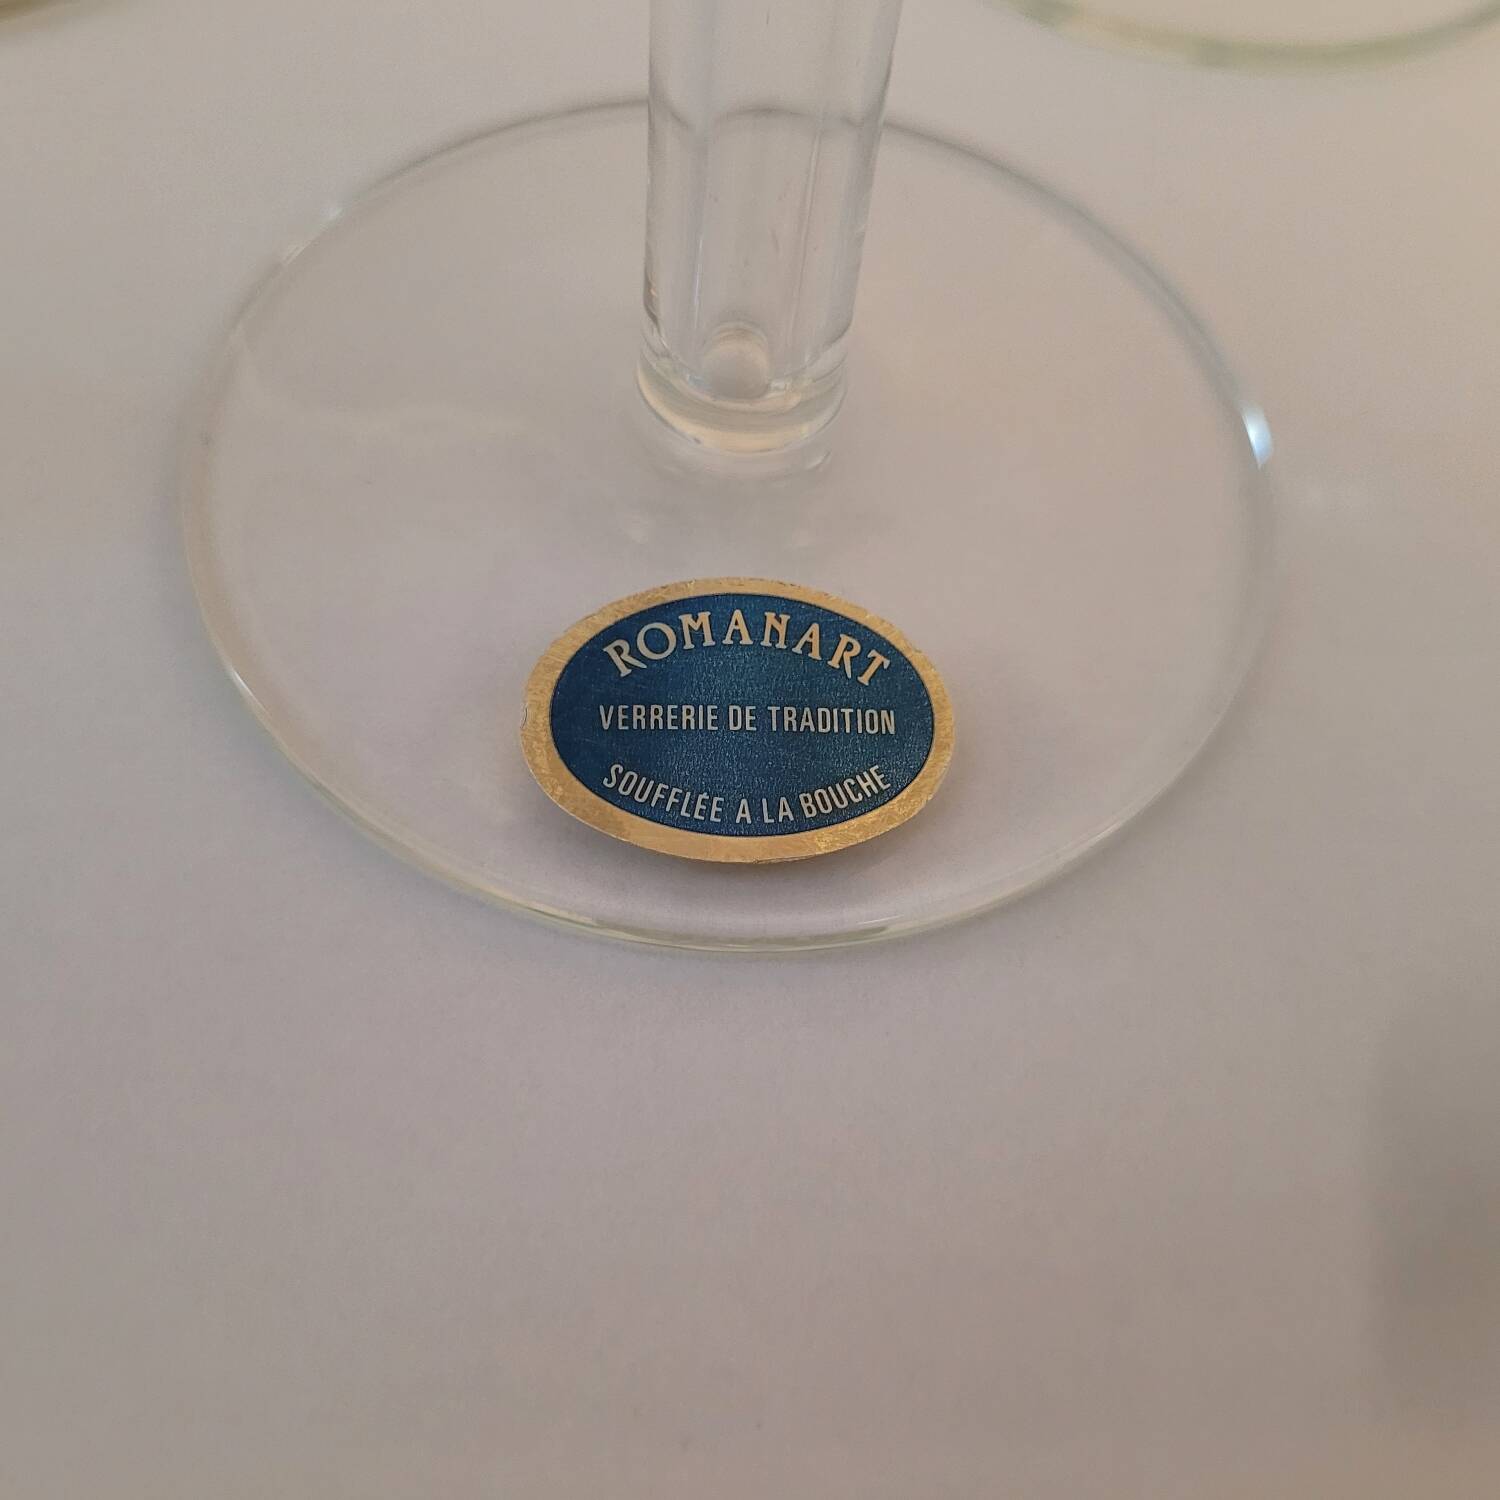 ROMANART
VERRERIE DE TRADITION
SOUFFLÉE A LA BOUCHE